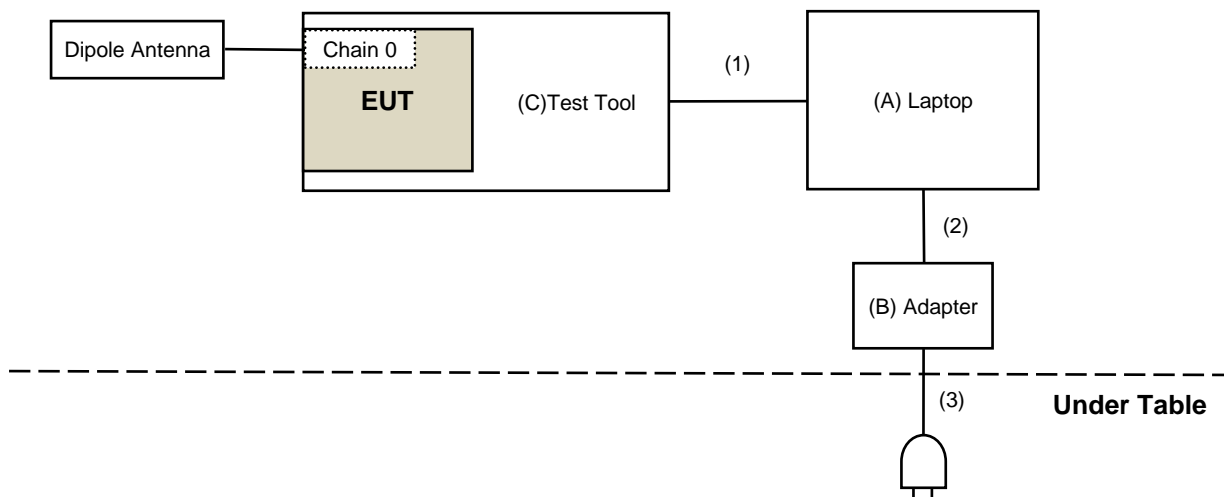 Dipole Antenna
Chain 0
EUT
(C)Test Tool
(1)
(A) Laptop
(2)
(B) Adapter
(3)
Under Table